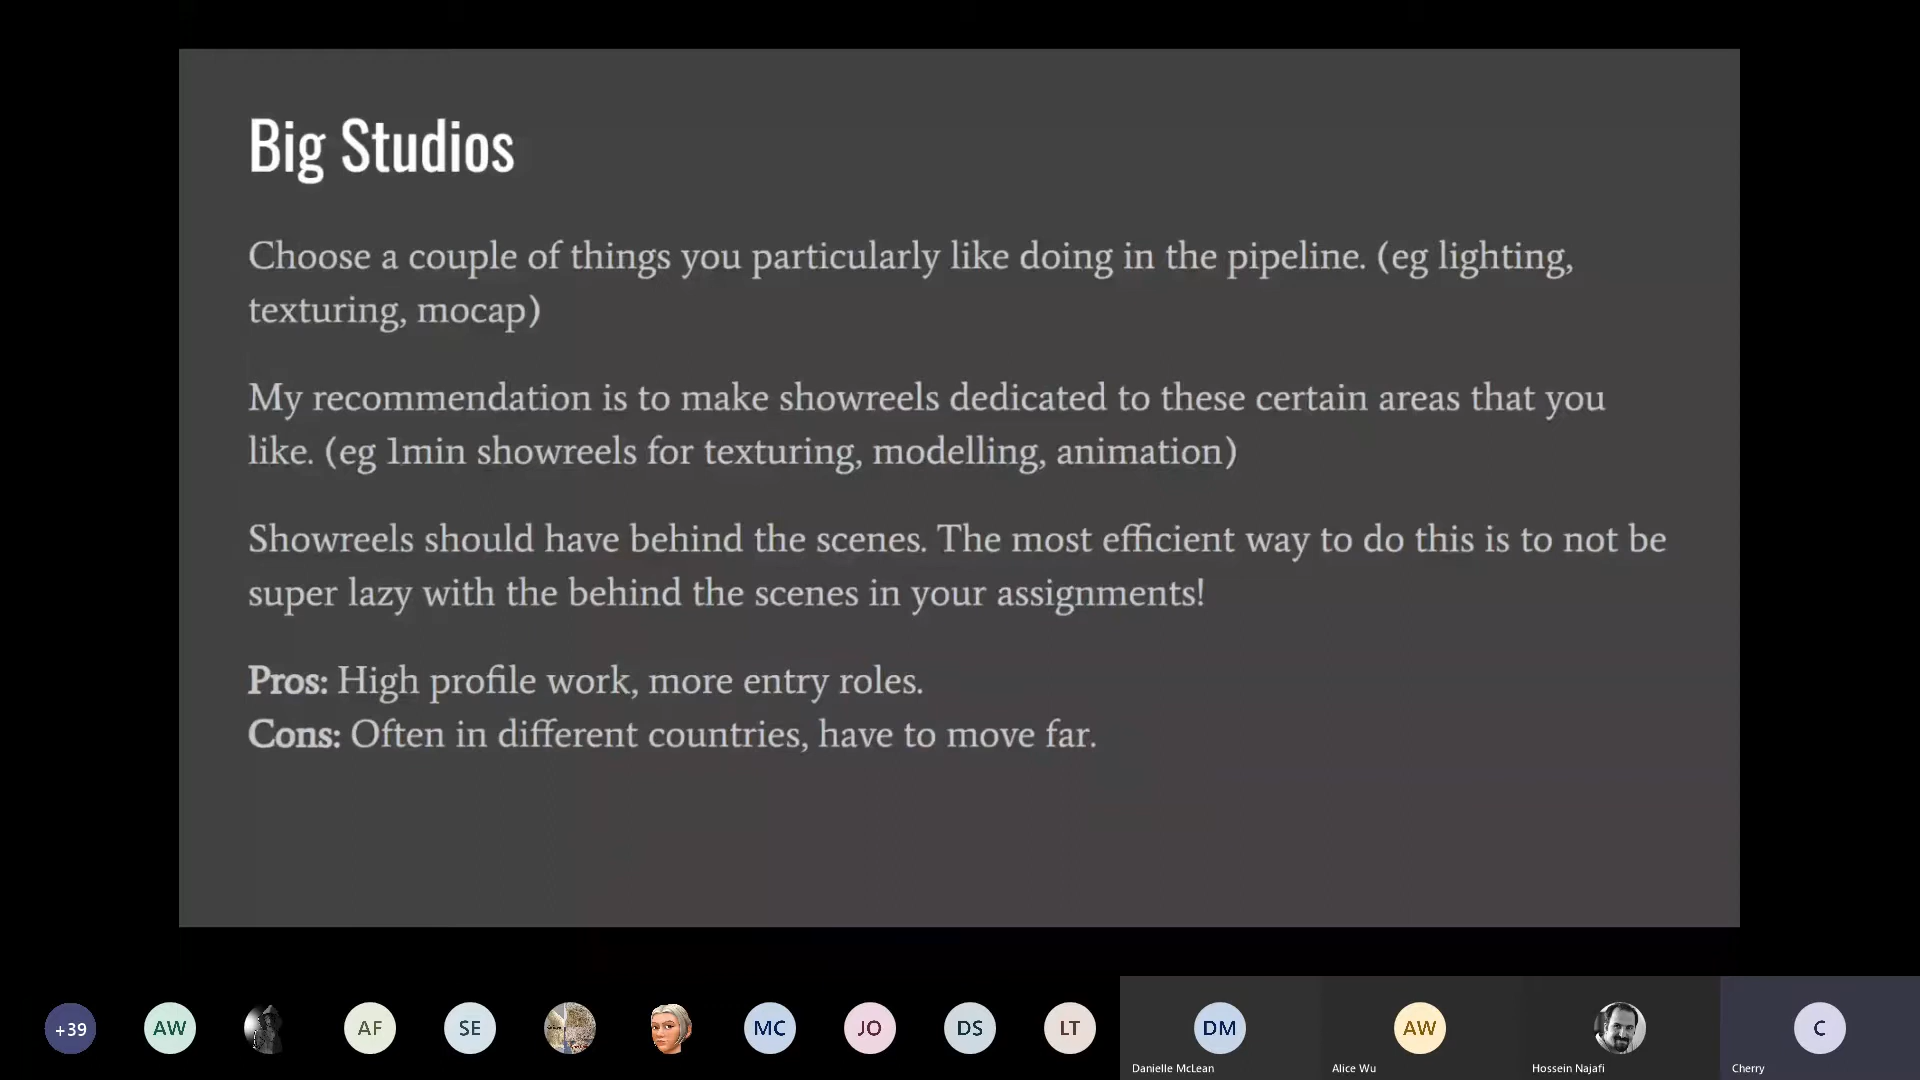 Big Studios
Choose a couple of things you particularly like doing in the pipeline. (eg lighting,
texturing, mocap)
My recommendation is to make showreels dedicated to these certain areas that you
like. (eg 1min showreels for texturing, modelling, animation)
Showreels should have behind the scenes. The most efficient way to do this is to not be
super lazy with the behind the scenes in your assignments!
Pros: High profile work, more entry roles.
Cons: Often in different countries, have to move far.
+39
AW
AF
SE
MC
JO
DS
LT
DM
AW
C
Danielle McLean
Alice Wu
Hossein Najafi
Cherry